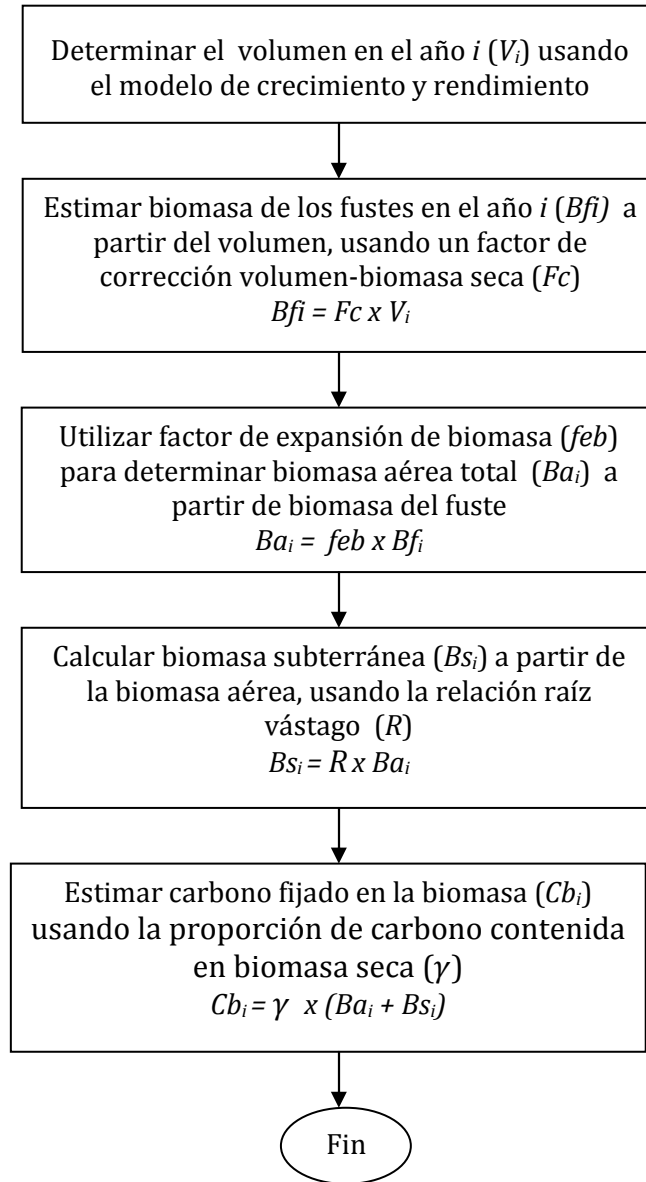 Determinar el volumen en el año i (Vi) usando
el modelo de crecimiento y rendimiento
Estimar biomasa de los fustes en el año i (Bfi) a
partir del volumen, usando un factor de
corrección volumen-biomasa seca (Fc)
Bfi = Fc x Vi
Utilizar factor de expansión de biomasa (feb)
para determinar biomasa aérea total (Bai) a
partir de biomasa del fuste
Bai = feb x Bfi
Calcular biomasa subterránea (Bsi) a partir de
la biomasa aérea, usando la relación raíz
vástago (R)
Bsi = R x Bai
Estimar carbono fijado en la biomasa (Cbi)
usando la proporción de carbono contenida
en biomasa seca (γ)
Cbi = γ x (Bai + Bsi)
Fin